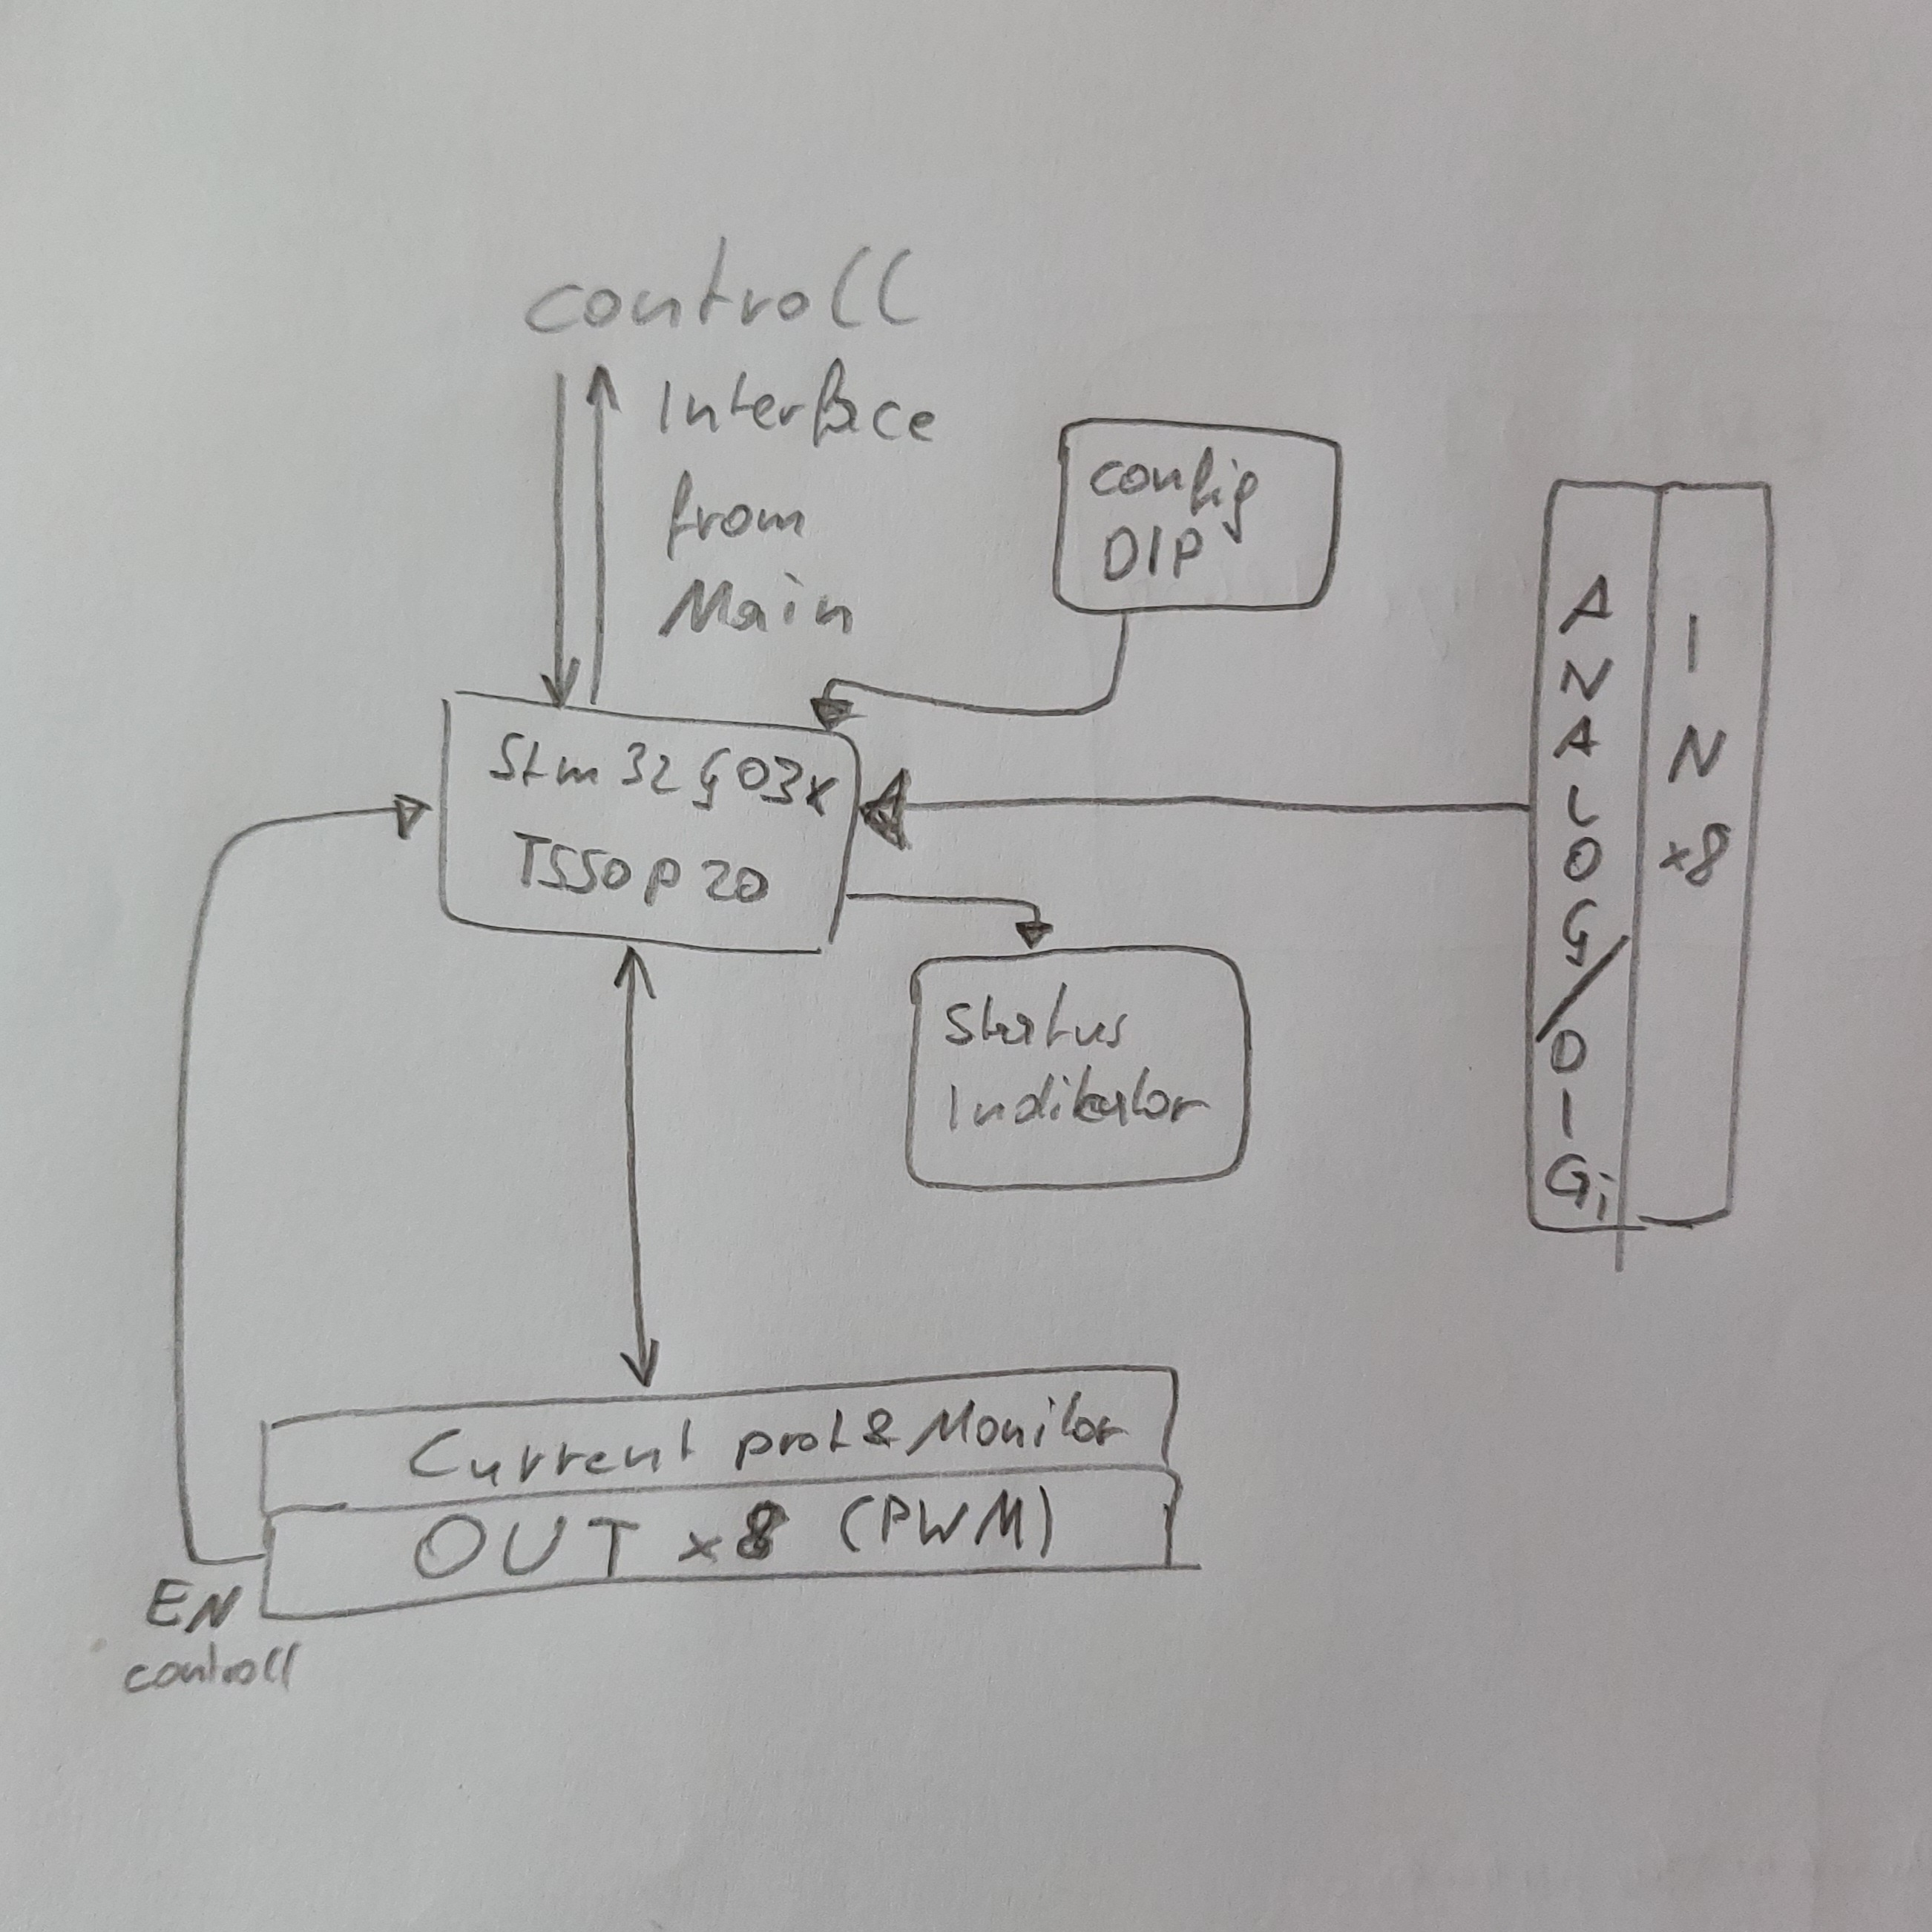 controll
Interface
from
Main
config
DIP
Stm32G03x
TSSOP20
Status
Indikator
ANALOG/DIGi
IN
x8
Current prot & Monitor
OUT x8 (PWM)
EN
controll